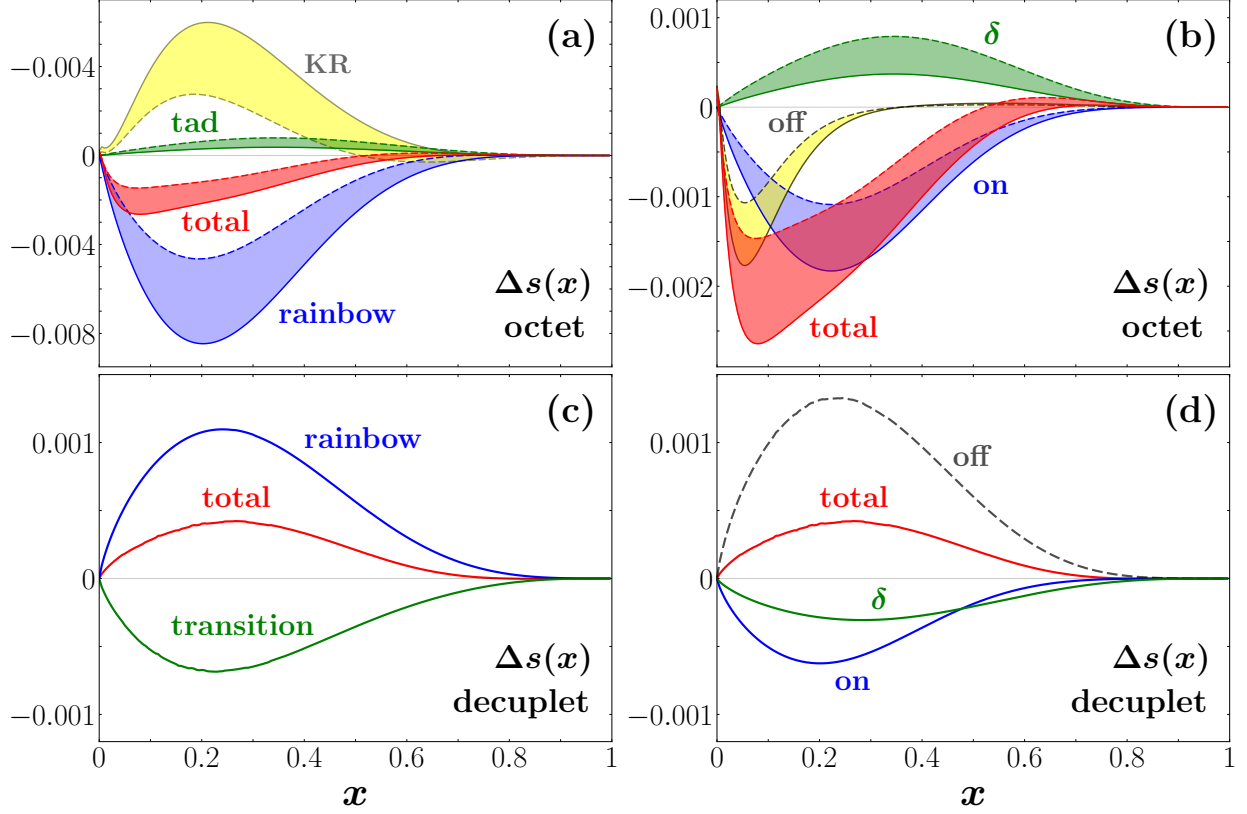 (a)
−0.004
0
−0.004
−0.008
KR
tad
total
rainbow
Δs(x)
octet
(b)
0.001
0
−0.001
−0.002
δ
off
on
total
Δs(x)
octet
(c)
0.001
0
−0.001
rainbow
total
transition
Δs(x)
decuplet
0 0.2 0.4 0.6 0.8 1
x
(d)
0.001
0
−0.001
off
total
δ
on
Δs(x)
decuplet
0 0.2 0.4 0.6 0.8 1
x